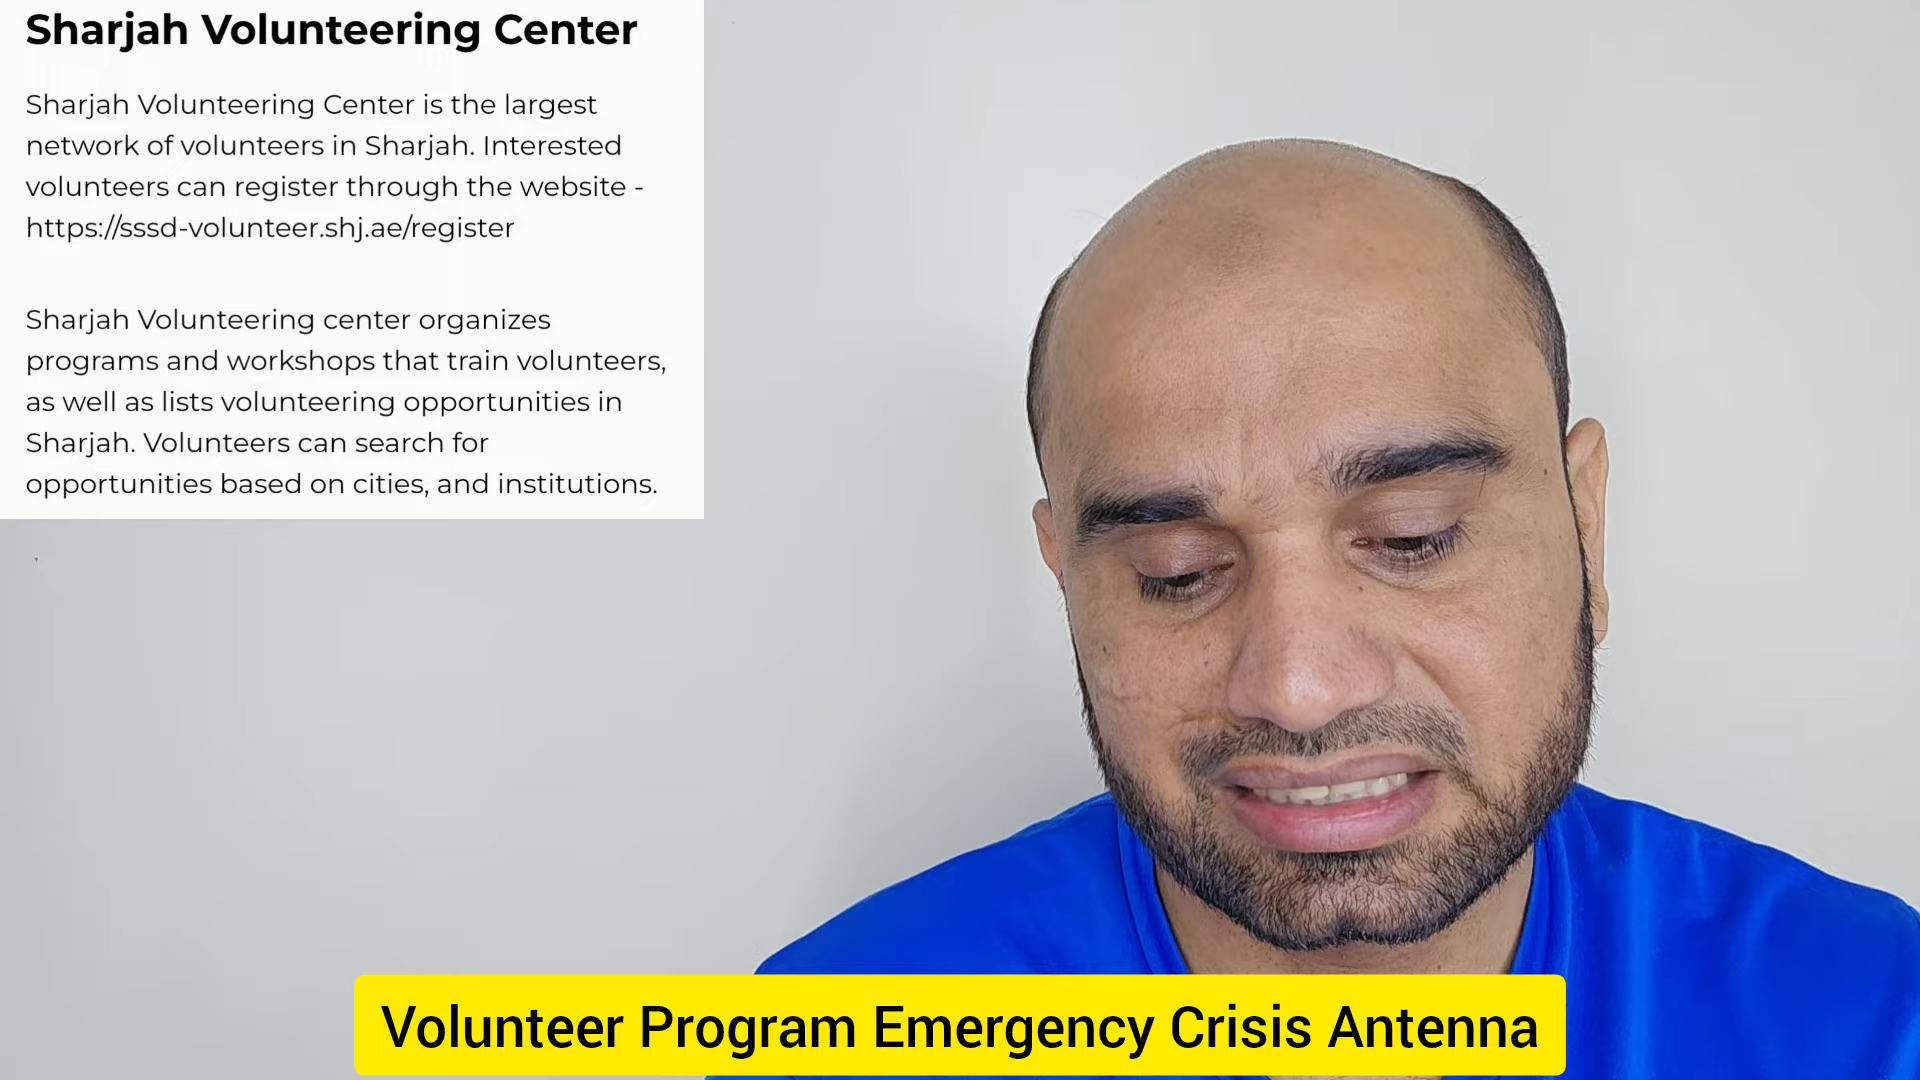 Sharjah Volunteering Center
Sharjah Volunteering Center is the largest
network of volunteers in Sharjah. Interested
volunteers can register through the website -
https://sssd-volunteer.shj.ae/register
Sharjah Volunteering center organizes
programs and workshops that train volunteers,
as well as lists volunteering opportunities in
Sharjah. Volunteers can search for
opportunities based on cities, and institutions.
Volunteer Program Emergency Crisis Antenna